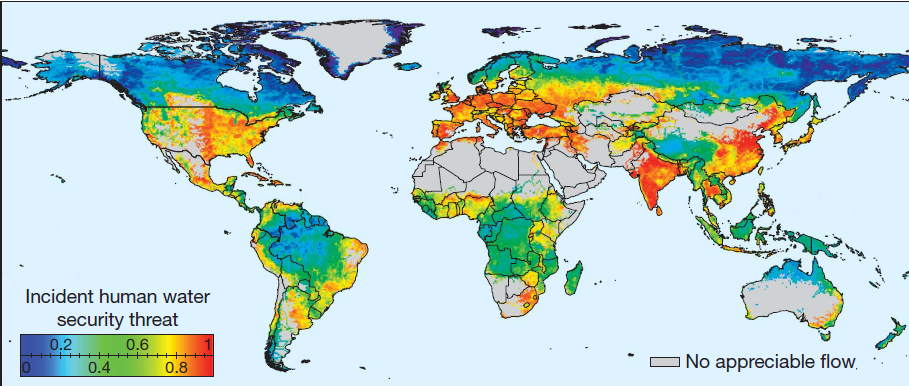 Incident human water
security threat
0.2 0.6 1
0 0.4 0.8
No appreciable flow